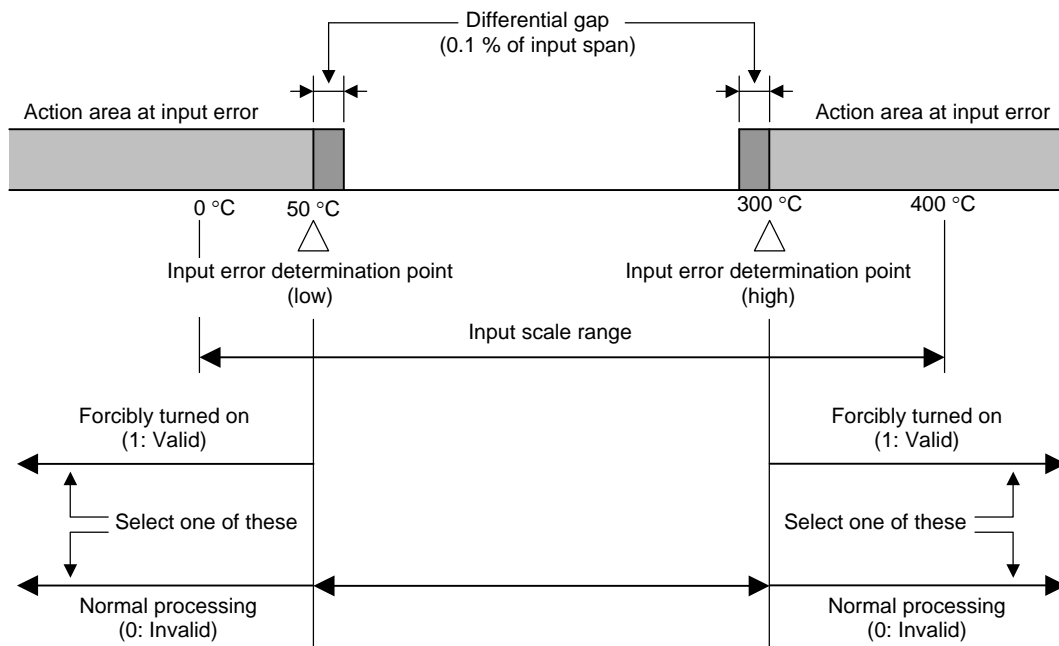 Differential gap
(0.1 % of input span)
Action area at input error
Action area at input error
0 °C
50 °C
300 °C
400 °C
Input error determination point
(low)
Input error determination point
(high)
Input scale range
Forcibly turned on
(1: Valid)
Forcibly turned on
(1: Valid)
Select one of these
Select one of these
Normal processing
(0: Invalid)
Normal processing
(0: Invalid)